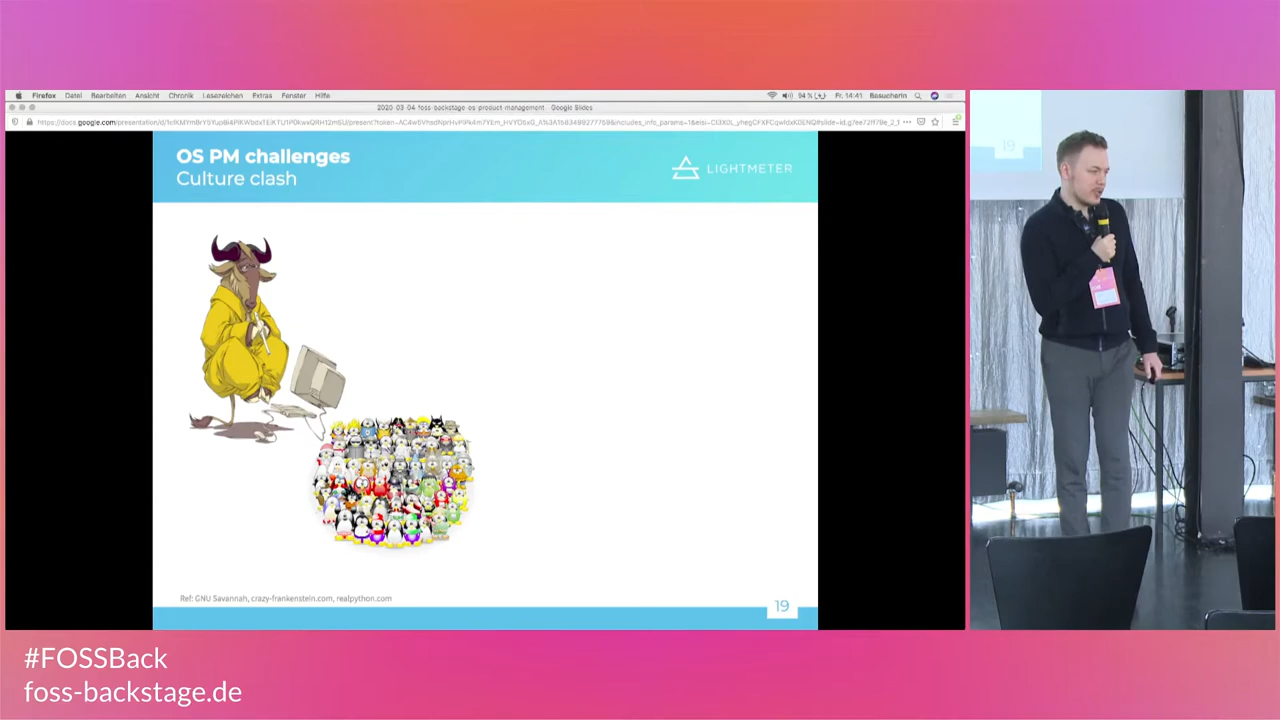 Firefox Datei Bearbeiten Ansicht Chronik Lesezeichen Extras Fenster Hilfe
94 % Fr. 14:41 BesucherIn
2020-03-04 foss-backstage-os-product-management - Google Slides
OS PM challenges
Culture clash
LIGHTMETER
Ref: GNU Savannah, crazy-frankenstein.com, realpython.com
19
19
#FOSSBack
foss-backstage.de